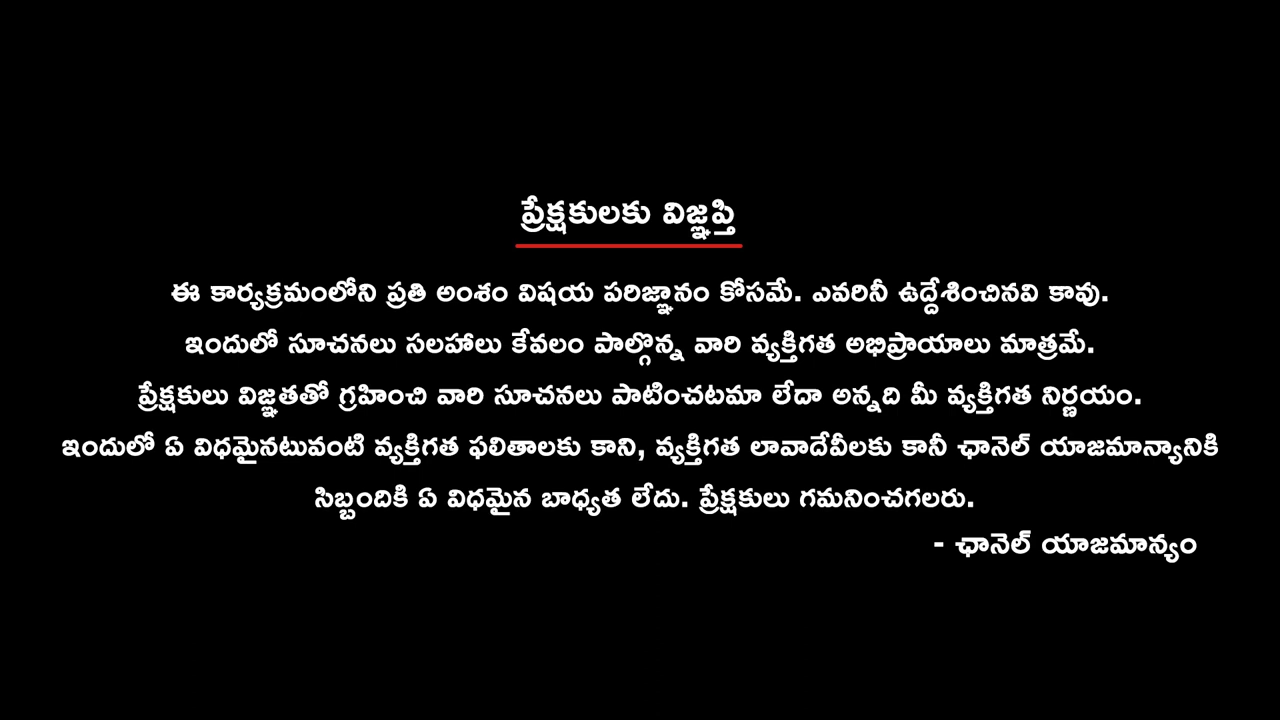 ప్రేక్షకులకు విజ్ఞప్తి
ఈ కార్యక్రమంలోని ప్రతి అంశం విషయ పరిజ్ఞానం కోసమే. ఎవరినీ ఉద్దేశించినవి కావు.
ఇందులో సూచనలు సలహాలు కేవలం పాల్గొన్న వారి వ్యక్తిగత అభిప్రాయాలు మాత్రమే.
ప్రేక్షకులు విజ్ఞతతో గ్రహించి వారి సూచనలు పాటించటమా లేదా అన్నది మీ వ్యక్తిగత నిర్ణయం.
ఇందులో ఏ విధమైనటువంటి వ్యక్తిగత ఫలితాలకు కాని, వ్యక్తిగత లావాదేవీలకు కానీ ఛానెల్ యాజమాన్యానికి
సిబ్బందికి ఏ విధమైన బాధ్యత లేదు. ప్రేక్షకులు గమనించగలరు.
- ఛానెల్ యాజమాన్యం